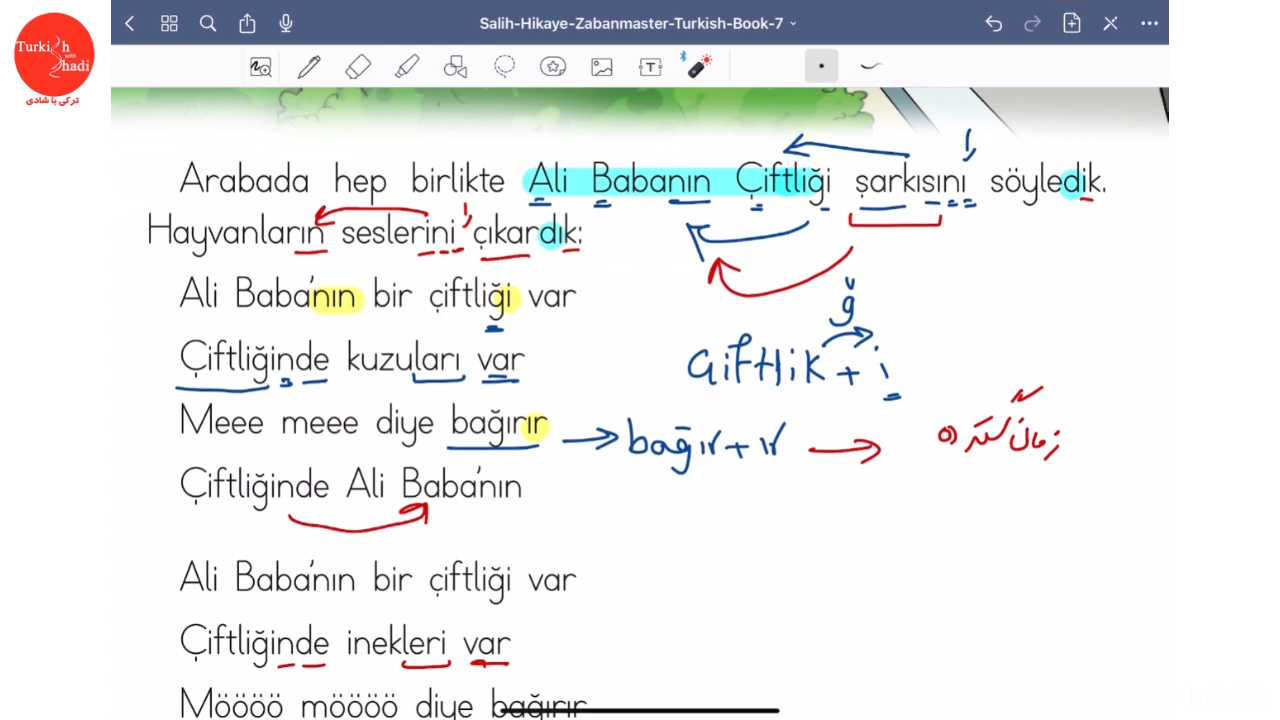 Turkish
with
Shadi
ترکی با شادی
Salih-Hikaye-Zabanmaster-Turkish-Book-7
Arabada hep birlikte Ali Babanın Çiftliği şarkısını söyledik.
Hayvanların seslerini çıkardık:
Ali Baba'nın bir çiftliği var
Çiftliğinde kuzuları var
Meee meee diye bağırır
Çiftliğinde Ali Baba'nın
ğ
çiftlik + i
bağır + ır
Ali Baba'nın bir çiftliği var
Çiftliğinde inekleri var
Möööö möööö diye bağırır